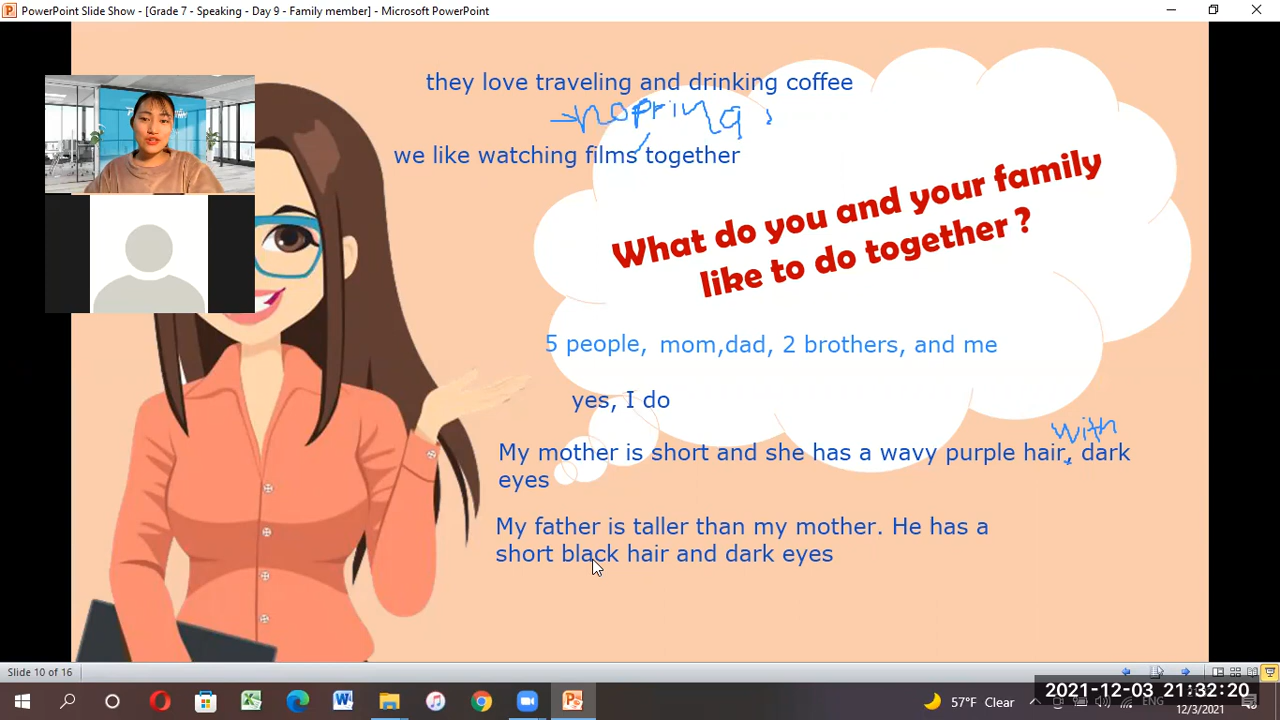 PowerPoint Slide Show - [Grade 7 - Speaking - Day 9 - Family member] - Microsoft PowerPoint
they love traveling and drinking coffee
we like watching films together
What do you and your family
like to do together ?
5 people, mom,dad, 2 brothers, and me
yes, I do
with
My mother is short and she has a wavy purple hair, dark
eyes
My father is taller than my mother. He has a
short black hair and dark eyes
Slide 10 of 16
57°F Clear
ENG
2021-12-03 21:32:20
12/3/2021